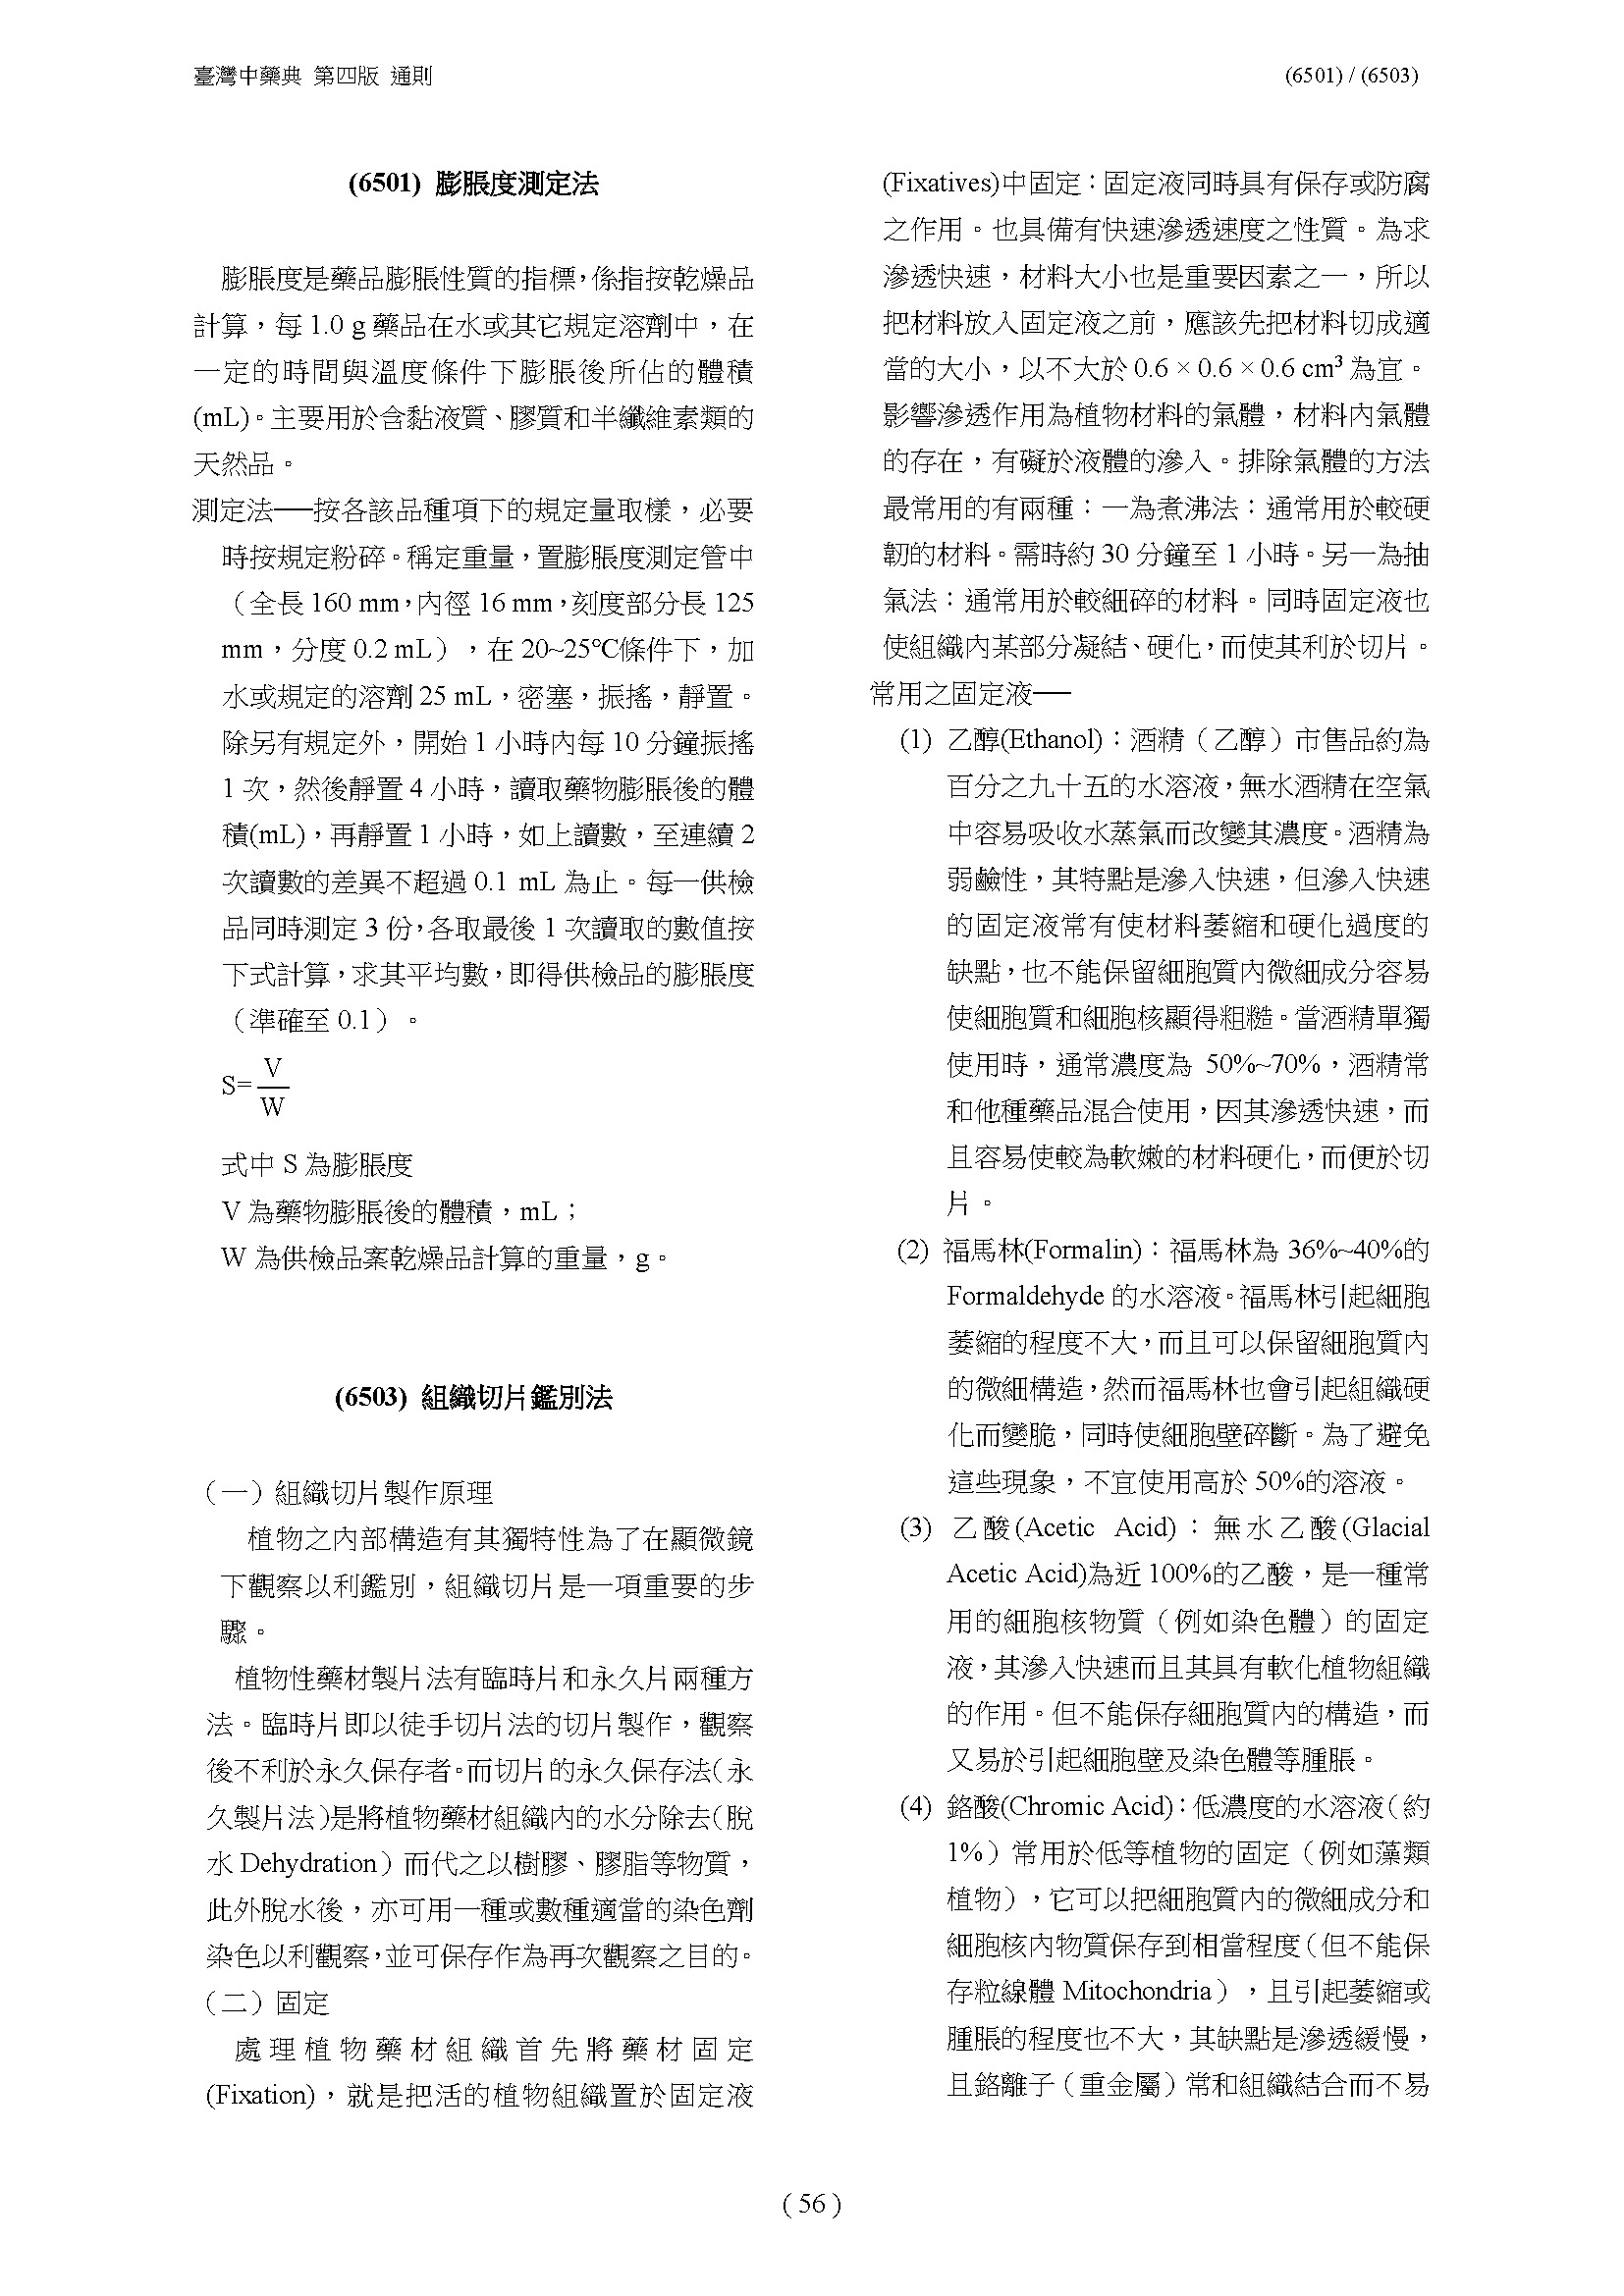 臺灣中藥典 第四版 通則
(6501) / (6503)
(6501) 膨脹度測定法
膨脹度是藥品膨脹性質的指標，係指按乾燥品
計算，每 1.0 g 藥品在水或其它規定溶劑中，在
一定的時間與溫度條件下膨脹後所佔的體積
(mL)。主要用於含黏液質、膠質和半纖維素類的
天然品。
測定法──按各該品種項下的規定量取樣，必要
時按規定粉碎。稱定重量，置膨脹度測定管中
（全長 160 mm，內徑 16 mm，刻度部分長 125
mm，分度 0.2 mL），在 20~25℃條件下，加
水或規定的溶劑 25 mL，密塞，振搖，靜置。
除另有規定外，開始 1 小時內每 10 分鐘振搖
1 次，然後靜置 4 小時，讀取藥物膨脹後的體
積(mL)，再靜置 1 小時，如上讀數，至連續 2
次讀數的差異不超過 0.1 mL 為止。每一供檢
品同時測定 3 份，各取最後 1 次讀取的數值按
下式計算，求其平均數，即得供檢品的膨脹度
（準確至 0.1）。
S=V/W
式中 S 為膨脹度
V 為藥物膨脹後的體積，mL；
W 為供檢品案乾燥品計算的重量，g。
(6503) 組織切片鑑別法
（一）組織切片製作原理
植物之內部構造有其獨特性為了在顯微鏡
下觀察以利鑑別，組織切片是一項重要的步
驟。
植物性藥材製片法有臨時片和永久片兩種方
法。臨時片即以徒手切片法的切片製作，觀察
後不利於永久保存者。而切片的永久保存法（永
久製片法）是將植物藥材組織內的水分除去（脫
水 Dehydration）而代之以樹膠、膠脂等物質，
此外脫水後，亦可用一種或數種適當的染色劑
染色以利觀察，並可保存作為再次觀察之目的。
（二）固定
處理植物藥材組織首先將藥材固定
(Fixation)，就是把活的植物組織置於固定液
(Fixatives)中固定：固定液同時具有保存或防腐
之作用。也具備有快速滲透速度之性質。為求
滲透快速，材料大小也是重要因素之一，所以
把材料放入固定液之前，應該先把材料切成適
當的大小，以不大於 0.6 × 0.6 × 0.6 cm³ 為宜。
影響滲透作用為植物材料的氣體，材料內氣體
的存在，有礙於液體的滲入。排除氣體的方法
最常用的有兩種：一為煮沸法：通常用於較硬
韌的材料。需時約 30 分鐘至 1 小時。另一為抽
氣法：通常用於較細碎的材料。同時固定液也
使組織內某部分凝結、硬化，而使其利於切片。
常用之固定液──
(1) 乙醇(Ethanol)：酒精（乙醇）市售品約為
百分之九十五的水溶液，無水酒精在空氣
中容易吸收水蒸氣而改變其濃度。酒精為
弱鹼性，其特點是滲入快速，但滲入快速
的固定液常有使材料萎縮和硬化過度的
缺點，也不能保留細胞質內微細成分容易
使細胞質和細胞核顯得粗糙。當酒精單獨
使用時，通常濃度為 50%~70%，酒精常
和他種藥品混合使用，因其滲透快速，而
且容易使較為軟嫩的材料硬化，而便於切
片。
(2) 福馬林(Formalin)：福馬林為 36%~40%的
Formaldehyde 的水溶液。福馬林引起細胞
萎縮的程度不大，而且可以保留細胞質內
的微細構造，然而福馬林也會引起組織硬
化而變脆，同時使細胞壁碎斷。為了避免
這些現象，不宜使用高於 50%的溶液。
(3) 乙酸(Acetic Acid)：無水乙酸(Glacial
Acetic Acid)為近 100%的乙酸，是一種常
用的細胞核物質（例如染色體）的固定
液，其滲入快速而且其具有軟化植物組織
的作用。但不能保存細胞質內的構造，而
又易於引起細胞壁及染色體等腫脹。
(4) 鉻酸(Chromic Acid)：低濃度的水溶液（約
1%）常用於低等植物的固定（例如藻類
植物），它可以把細胞質內的微細成分和
細胞核內物質保存到相當程度（但不能保
存粒線體 Mitochondria），且引起萎縮或
腫脹的程度也不大，其缺點是滲透緩慢，
且鉻離子（重金屬）常和組織結合而不易
( 56 )